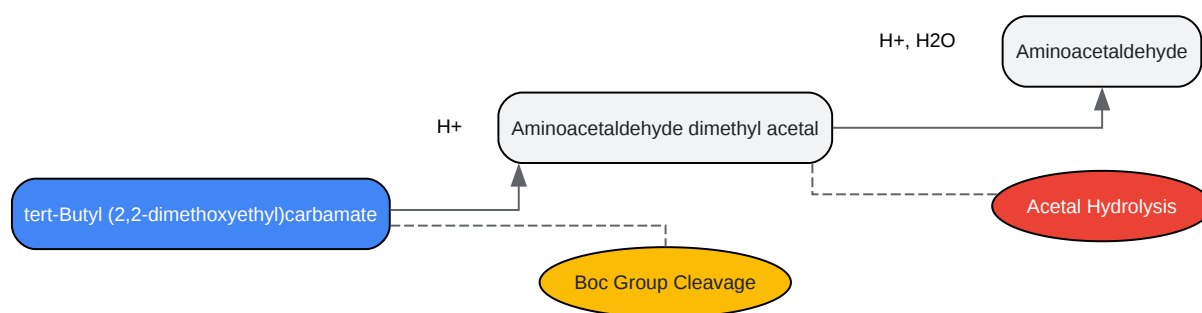 H+, H2O
Aminoacetaldehyde
H+
Aminoacetaldehyde dimethyl acetal
tert-Butyl (2,2-dimethoxyethyl)carbamate
Acetal Hydrolysis
Boc Group Cleavage